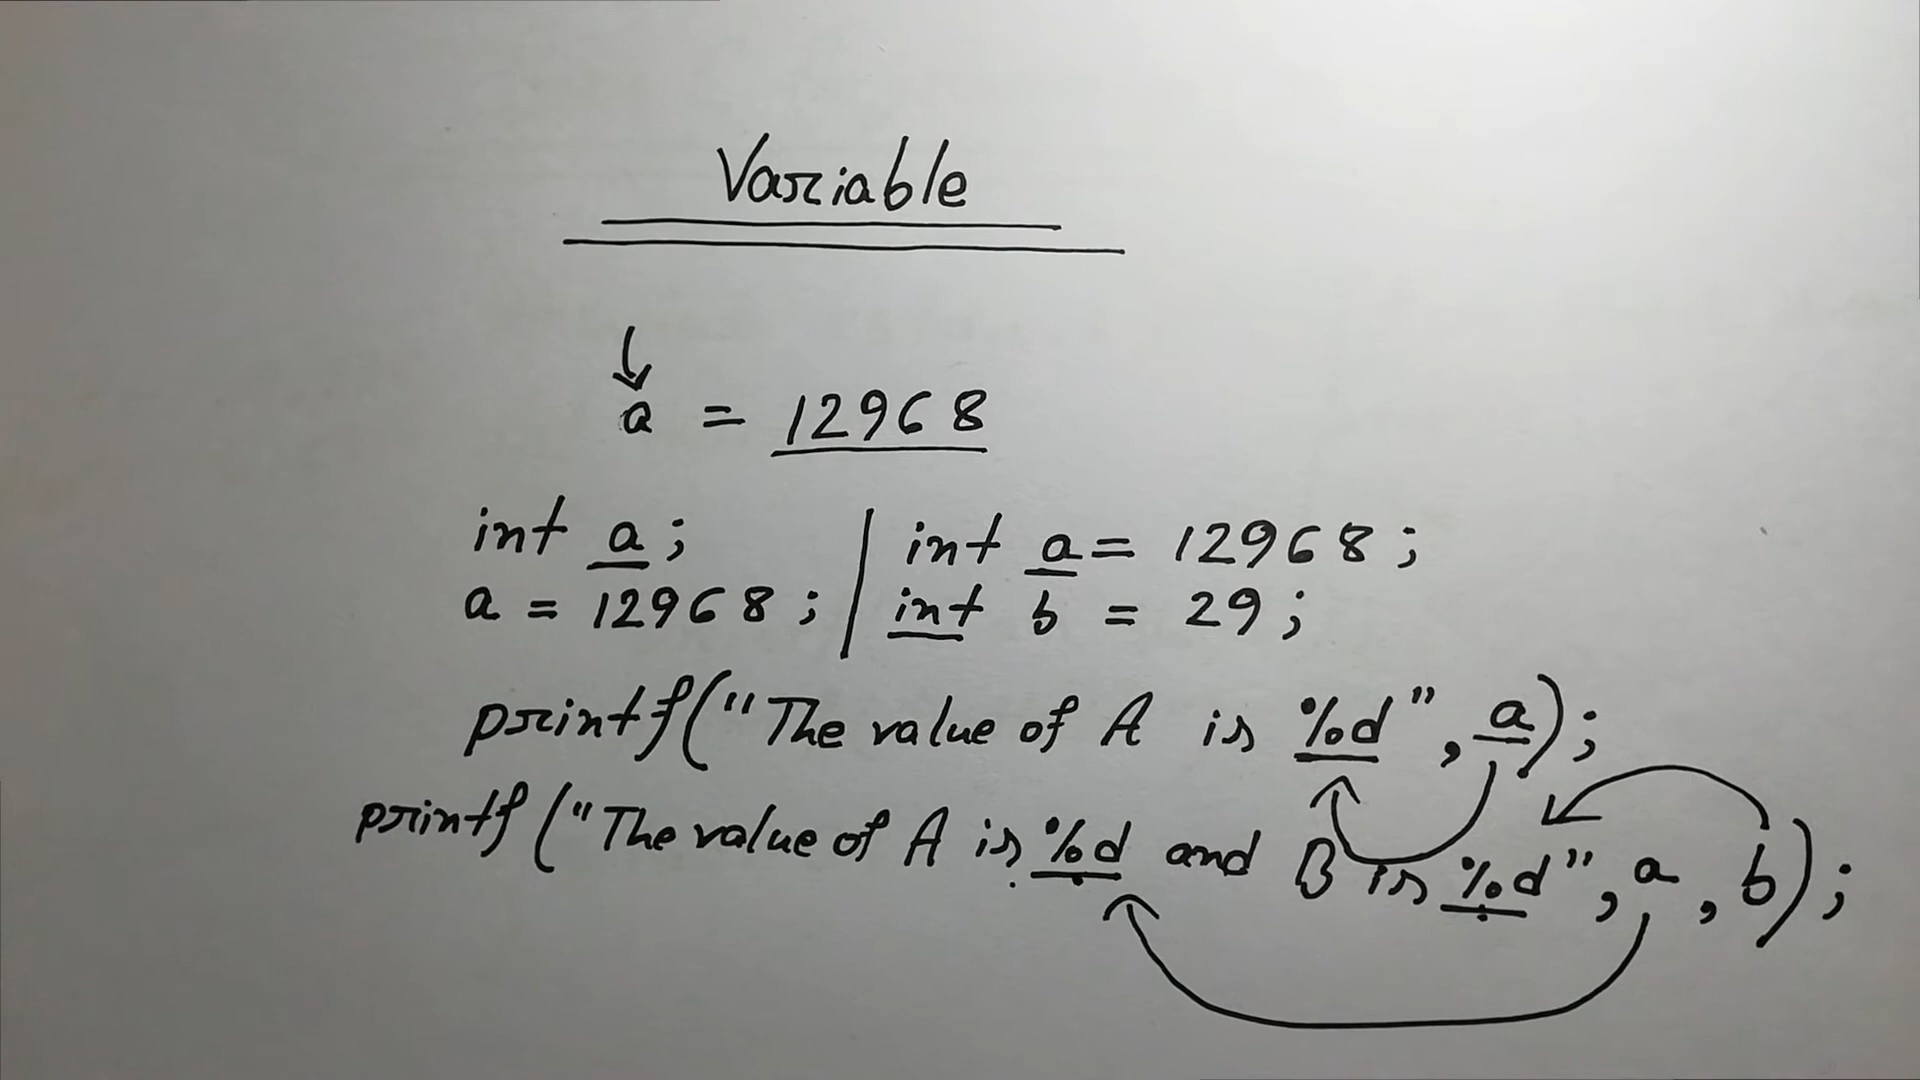 Variable
a = 12968
int a; | int a = 12968;
a = 12968; | int b = 29;
printf("The value of A is %d", a);
printf("The value of A is %d and B is %d", a, b);